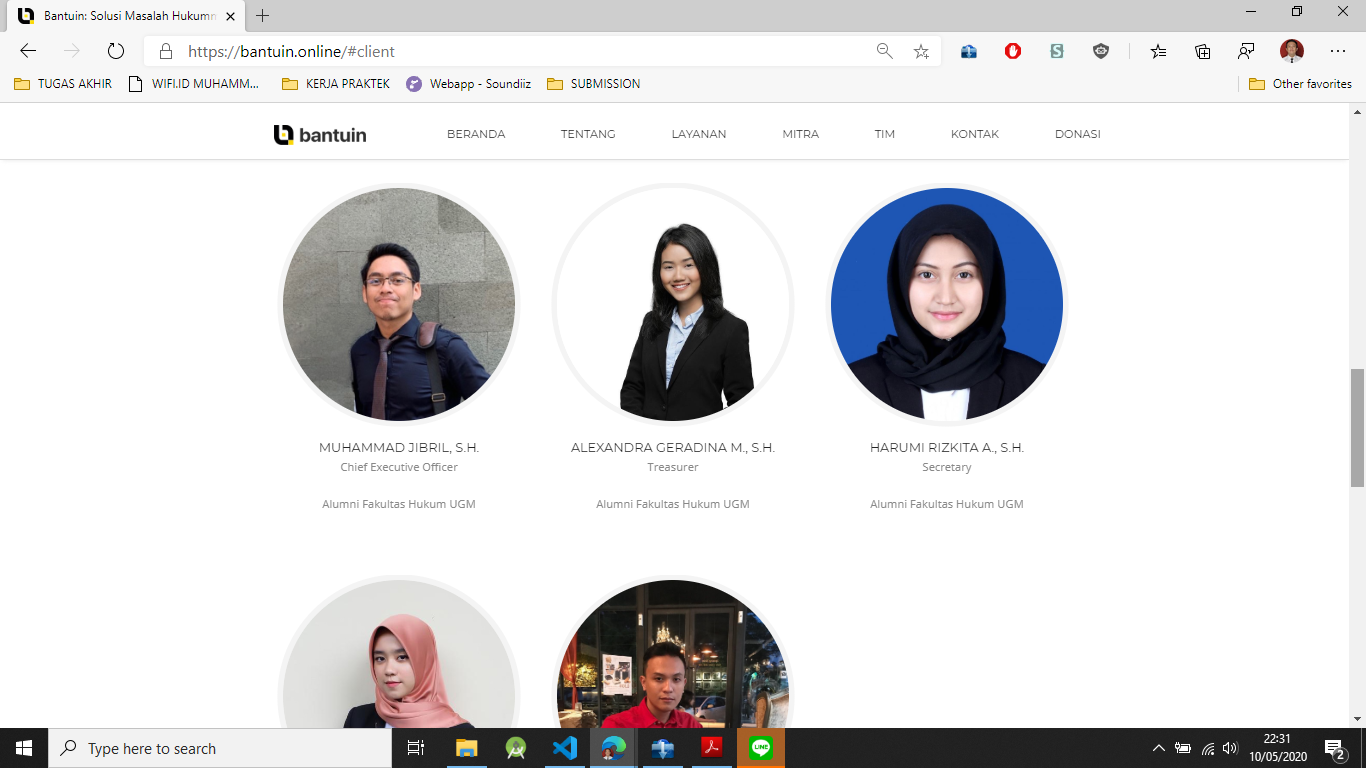 Bantuin: Solusi Masalah Hukumm
https://bantuin.online/#client
TUGAS AKHIR
WIFI.ID MUHAMM...
KERJA PRAKTEK
Webapp - Soundiiz
SUBMISSION
Other favorites
bantuin
BERANDA
TENTANG
LAYANAN
MITRA
TIM
KONTAK
DONASI
MUHAMMAD JIBRIL, S.H.
Chief Executive Officer
Alumni Fakultas Hukum UGM
ALEXANDRA GERADINA M., S.H.
Treasurer
Alumni Fakultas Hukum UGM
HARUMI RIZKITA A., S.H.
Secretary
Alumni Fakultas Hukum UGM
Type here to search
LINE
22:31
10/05/2020
2